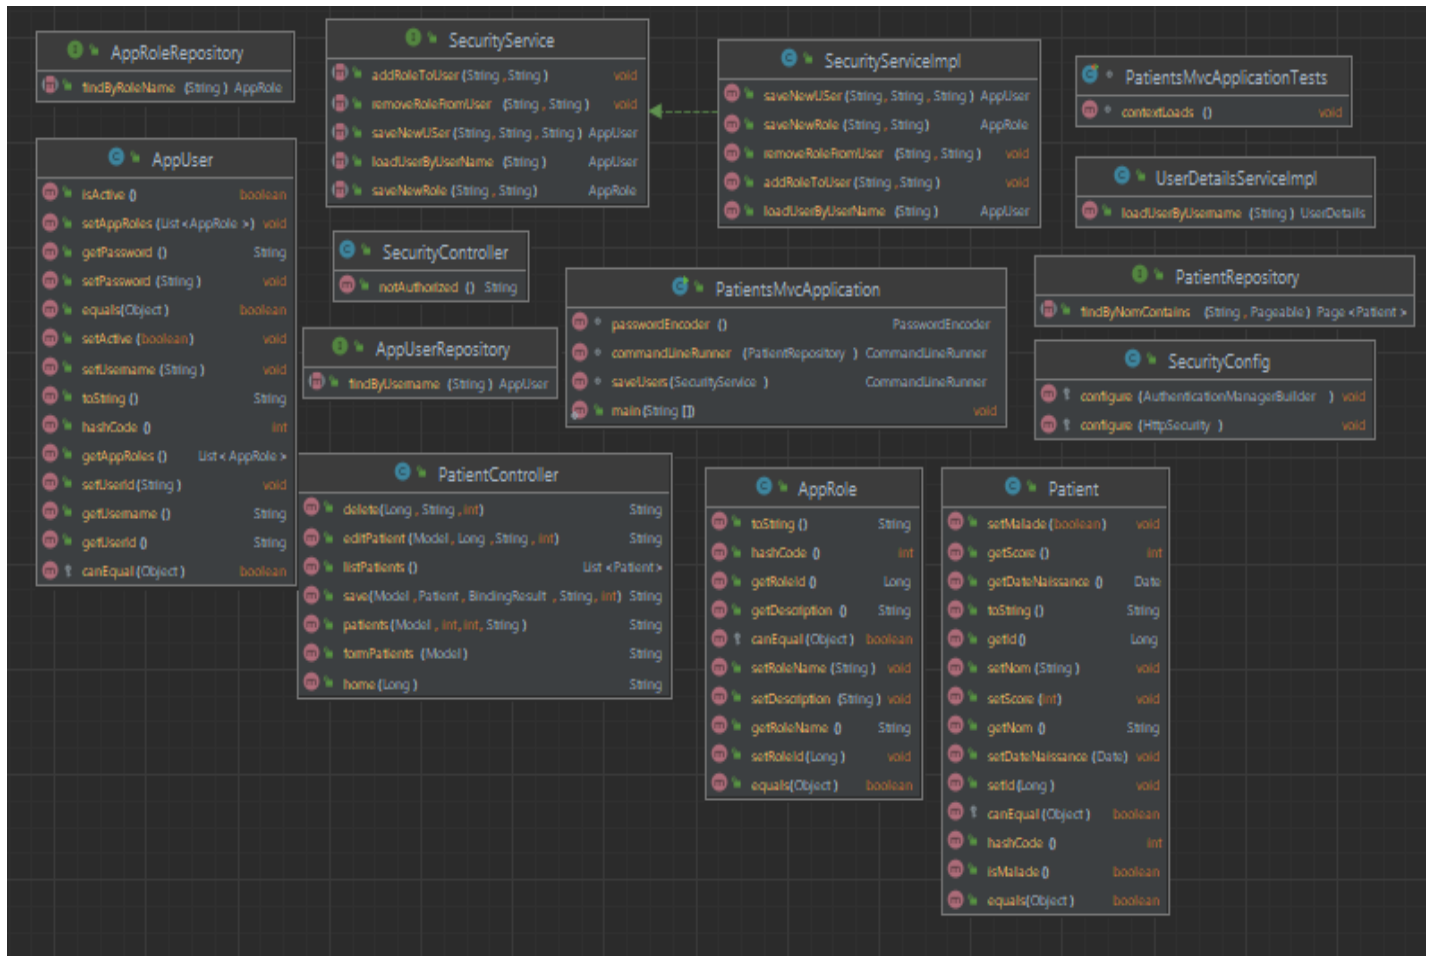 AppRoleRepository
findByRoleName (String) AppRole
SecurityService
addRoleToUser (String, String) void
removeRoleFromUser (String, String) void
saveNewUSer (String, String, String) AppUser
loadUserByUserName (String) AppUser
saveNewRole (String, String) AppRole
SecurityServiceImpl
saveNewUSer (String, String, String) AppUser
saveNewRole (String, String) AppRole
removeRoleFromUser (String, String) void
addRoleToUser (String, String) void
loadUserByUserName (String) AppUser
PatientsMvcApplicationTests
contextLoads () void
AppUser
isActive () boolean
setAppRoles (List<AppRole>) void
getPassword () String
setPassword (String) void
equals(Object) boolean
setActive (boolean) void
setUsername (String) void
toString () String
hashCode () int
getAppRoles () List<AppRole>
setUserId (String) void
getUsername () String
getUserId () String
canEqual (Object) boolean
UserDetailsServiceImpl
loadUserByUsername (String) UserDetails
SecurityController
notAuthorized () String
PatientsMvcApplication
passwordEncoder () PasswordEncoder
commandLineRunner (PatientRepository) CommandLineRunner
saveUsers(SecurityService) CommandLineRunner
main(String []) void
PatientRepository
findByNomContains (String, Pageable) Page<Patient>
AppUserRepository
findByUsername (String) AppUser
SecurityConfig
configure (AuthenticationManagerBuilder) void
configure (HttpSecurity) void
PatientController
delete(Long, String, int) String
editPatient (Model, Long, String, int) String
listPatients () List<Patient>
save(Model, Patient, BindingResult, String, int) String
patients (Model, int, int, String) String
formPatients (Model) String
home (Long) String
AppRole
toString () String
hashCode () int
getRoleId () Long
getDescription () String
canEqual (Object) boolean
setRoleName (String) void
setDescription (String) void
getRoleName () String
setRoleId (Long) void
equals(Object) boolean
Patient
setMalade (boolean) void
getScore () int
getDateNaissance () Date
toString () String
getId () Long
setNom (String) void
setScore (int) void
getNom () String
setDateNaissance (Date) void
setId (Long) void
canEqual (Object) boolean
hashCode () int
isMalade () boolean
equals(Object) boolean